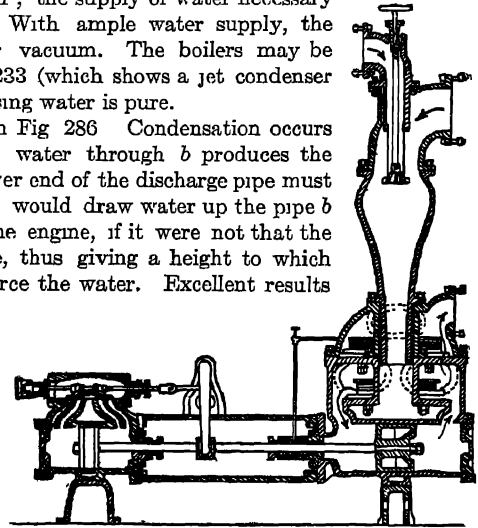 the supply of water necessary
With ample water supply, the
vacuum. The boilers may be
233 (which shows a jet condenser
sing water is pure.
Fig 286 Condensation occurs
water through b produces the
er end of the discharge pipe must
would draw water up the pipe b
ne engine, if it were not that the
e, thus giving a height to which
rce the water. Excellent results